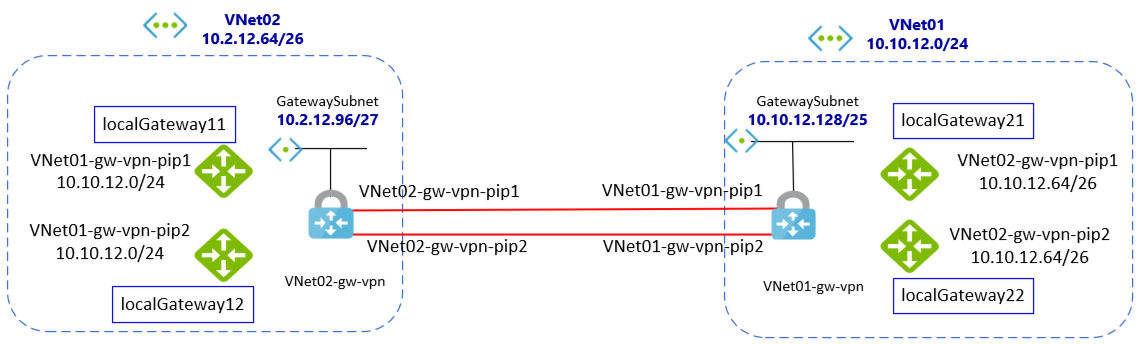 VNet02
10.2.12.64/26
VNet01
10.10.12.0/24
GatewaySubnet
10.2.12.96/27
localGateway11
VNet01-gw-vpn-pip1
10.10.12.0/24
VNet01-gw-vpn-pip2
10.10.12.0/24
localGateway12
VNet02-gw-vpn
VNet02-gw-vpn-pip1
VNet02-gw-vpn-pip2
VNet01-gw-vpn-pip1
VNet01-gw-vpn-pip2
GatewaySubnet
10.10.12.128/25
VNet01-gw-vpn
localGateway21
VNet02-gw-vpn-pip1
10.10.12.64/26
VNet02-gw-vpn-pip2
10.10.12.64/26
localGateway22